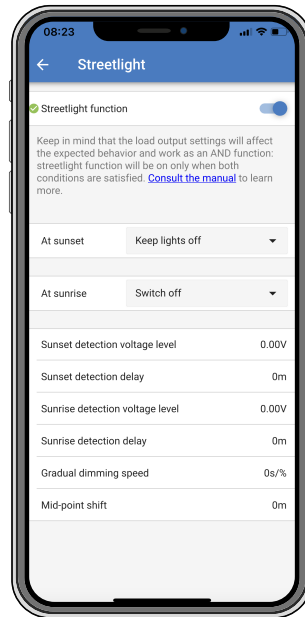 08:23
Streetlight
Streetlight function
Keep in mind that the load output settings will affect
the expected behavior and work as an AND function:
streetlight function will be on only when both
conditions are satisfied. Consult the manual to learn
more.
At sunset Keep lights off
At sunrise Switch off
Sunset detection voltage level 0.00V
Sunset detection delay 0m
Sunrise detection voltage level 0.00V
Sunrise detection delay 0m
Gradual dimming speed 0s/%
Mid-point shift 0m